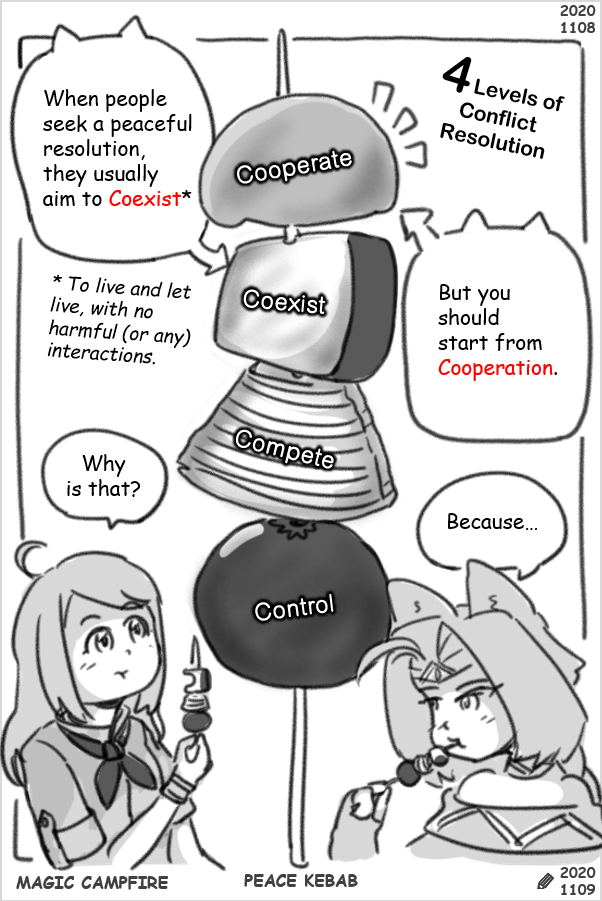 2020
1108
4 Levels of
Conflict
Resolution
When people
seek a peaceful
resolution,
they usually
aim to Coexist*
Cooperate
* To live and let
live, with no
harmful (or any)
interactions.
Coexist
But you
should
start from
Cooperation.
Compete
Why
is that?
Because...
Control
MAGIC CAMPFIRE
PEACE KEBAB
2020
1109